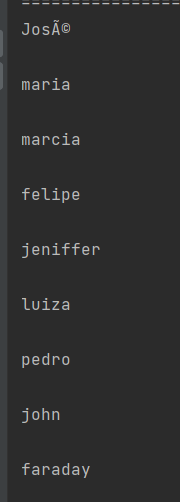 ====================
JosÃ©
maria
marcia
felipe
jeniffer
luiza
pedro
john
faraday